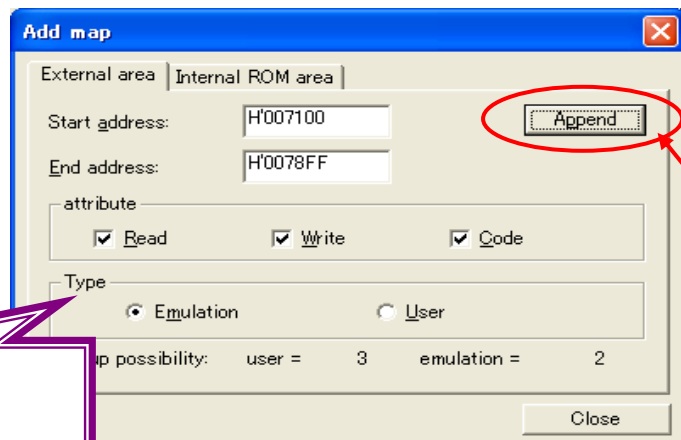 Add map
External area Internal ROM area
Start address: H'007100 Append
End address: H'0078FF
attribute
Read Write Code
Type
Emulation User
up possibility: user = 3 emulation = 2
Close